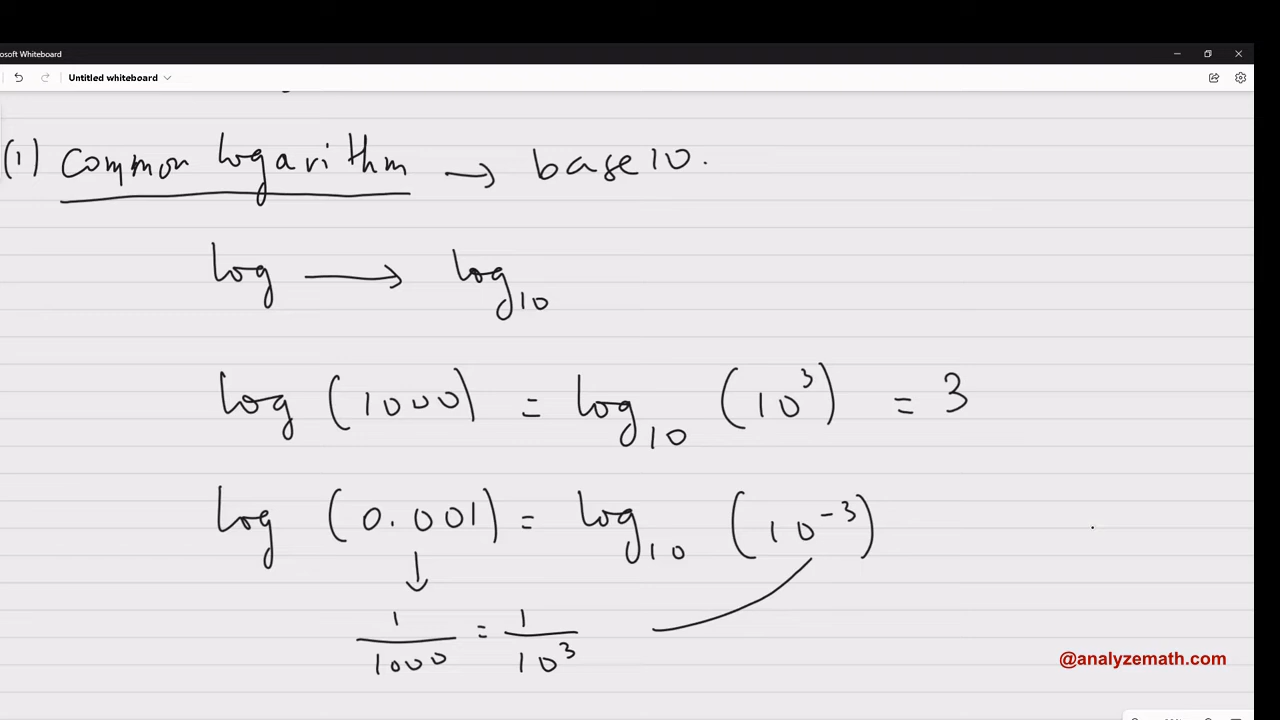 osoft Whiteboard
Untitled whiteboard
(1) Common logarithm → base 10.
log → log₁₀
log (1000) = log₁₀ (10³) = 3
log (0.001) = log₁₀ (10⁻³)
↓
1/1000 = 1/10³
@analyzemath.com